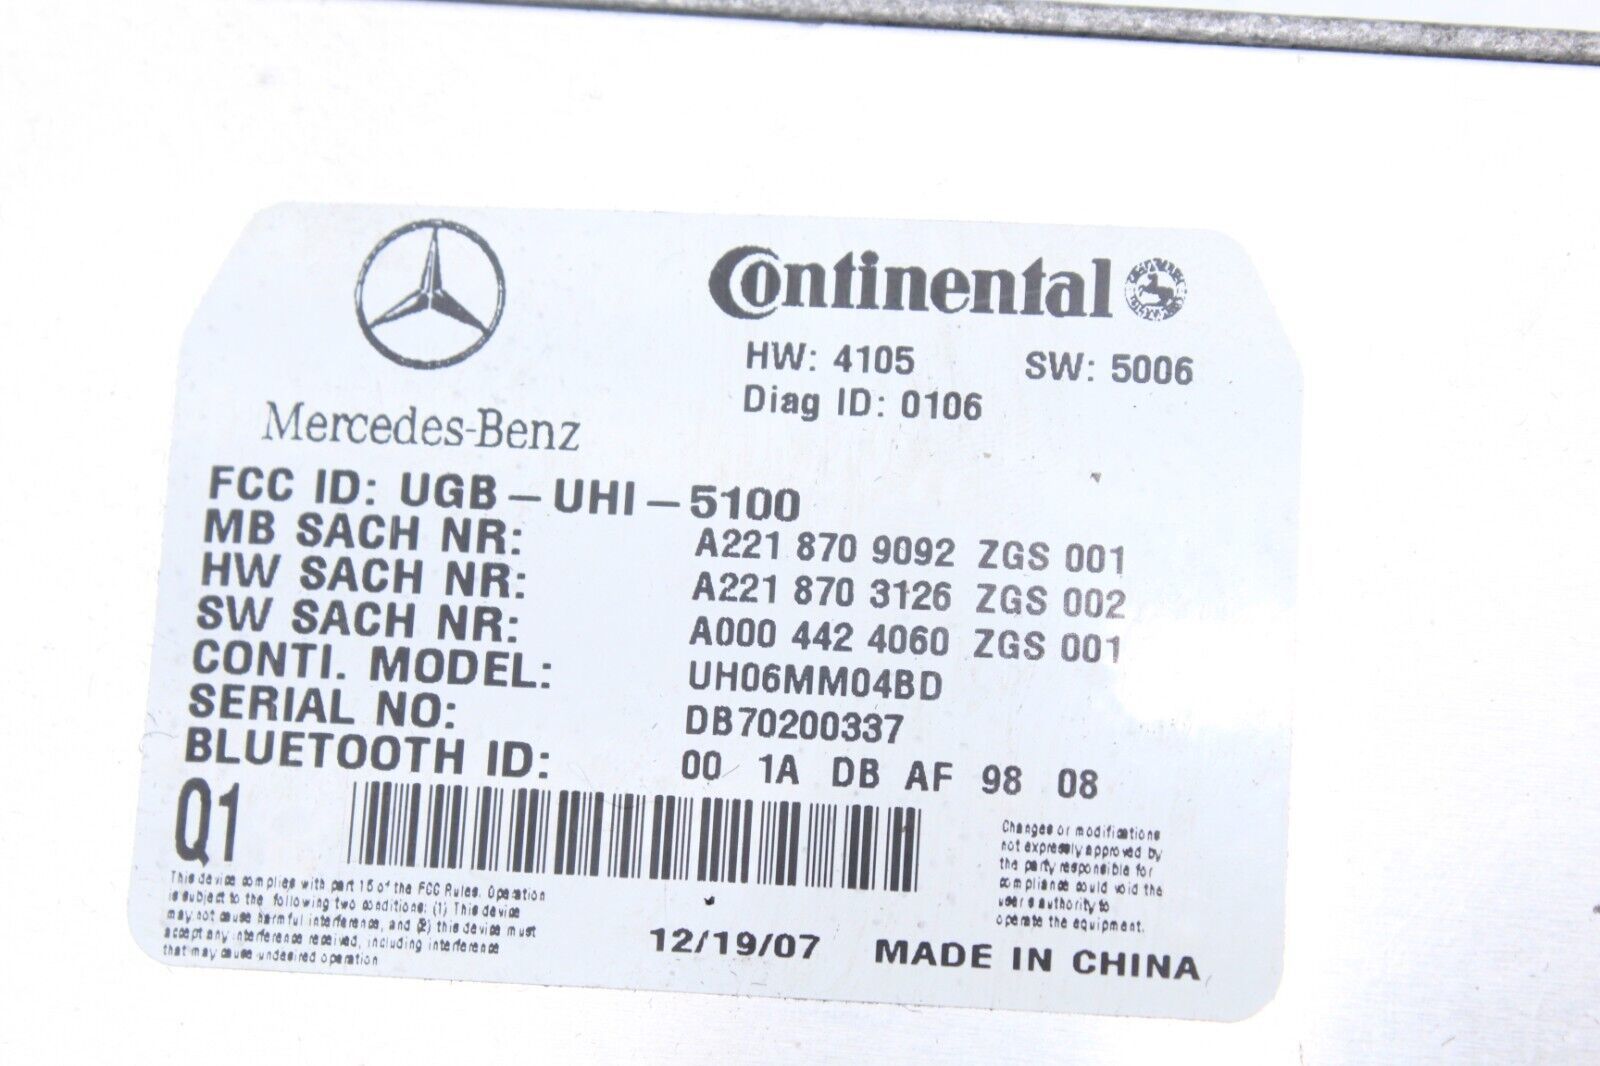 Continental
HW: 4105 SW: 5006
Diag ID: 0106
Mercedes-Benz
FCC ID: UGB-UHI-5100
MB SACH NR: A221 870 9092 ZGS 001
HW SACH NR: A221 870 3126 ZGS 002
SW SACH NR: A000 442 4060 ZGS 001
CONTI. MODEL: UH06MM04BD
SERIAL NO: DB70200337
BLUETOOTH ID: 00 1A DB AF 98 08
Q1
This device complies with part 15 of the FCC Rules. Operation
is subject to the following two conditions: (1) This device
may not cause harmful interference, and (2) this device must
accept any interference received, including interference
that may cause undesired operation
Changes or modifications
not expressly approved by
the party responsible for
compliance could void the
user s authority to
operate the equipment.
12/19/07 MADE IN CHINA